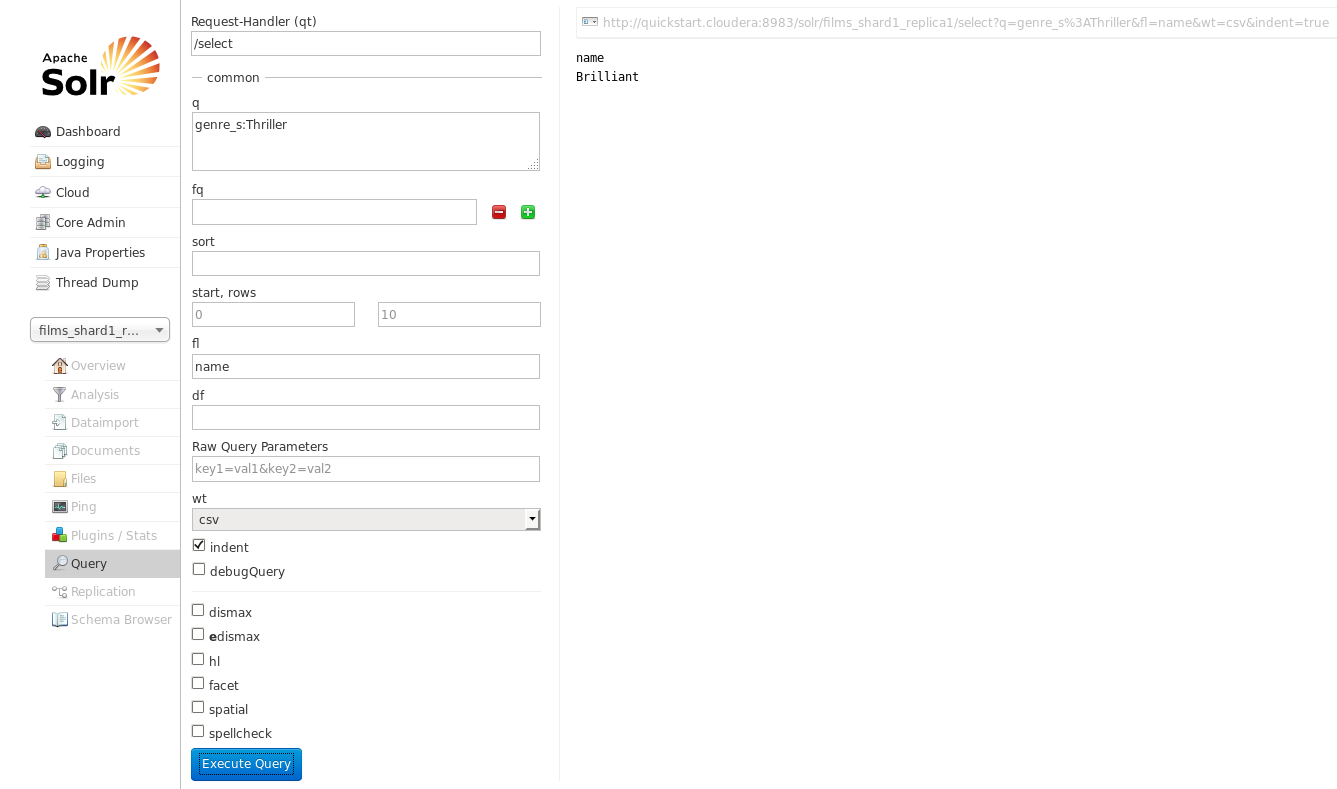 Apache
Solr
Dashboard
Logging
Cloud
Core Admin
Java Properties
Thread Dump
films_shard1_r...
Overview
Analysis
Dataimport
Documents
Files
Ping
Plugins / Stats
Query
Replication
Schema Browser
Request-Handler (qt)
/select
common
q
genre_s:Thriller
fq
sort
start, rows
0 10
fl
name
df
Raw Query Parameters
key1=val1&key2=val2
wt
csv
indent
debugQuery
dismax
edismax
hl
facet
spatial
spellcheck
Execute Query
http://quickstart.cloudera:8983/solr/films_shard1_replica1/select?q=genre_s%3AThriller&fl=name&wt=csv&indent=true
name
Brilliant